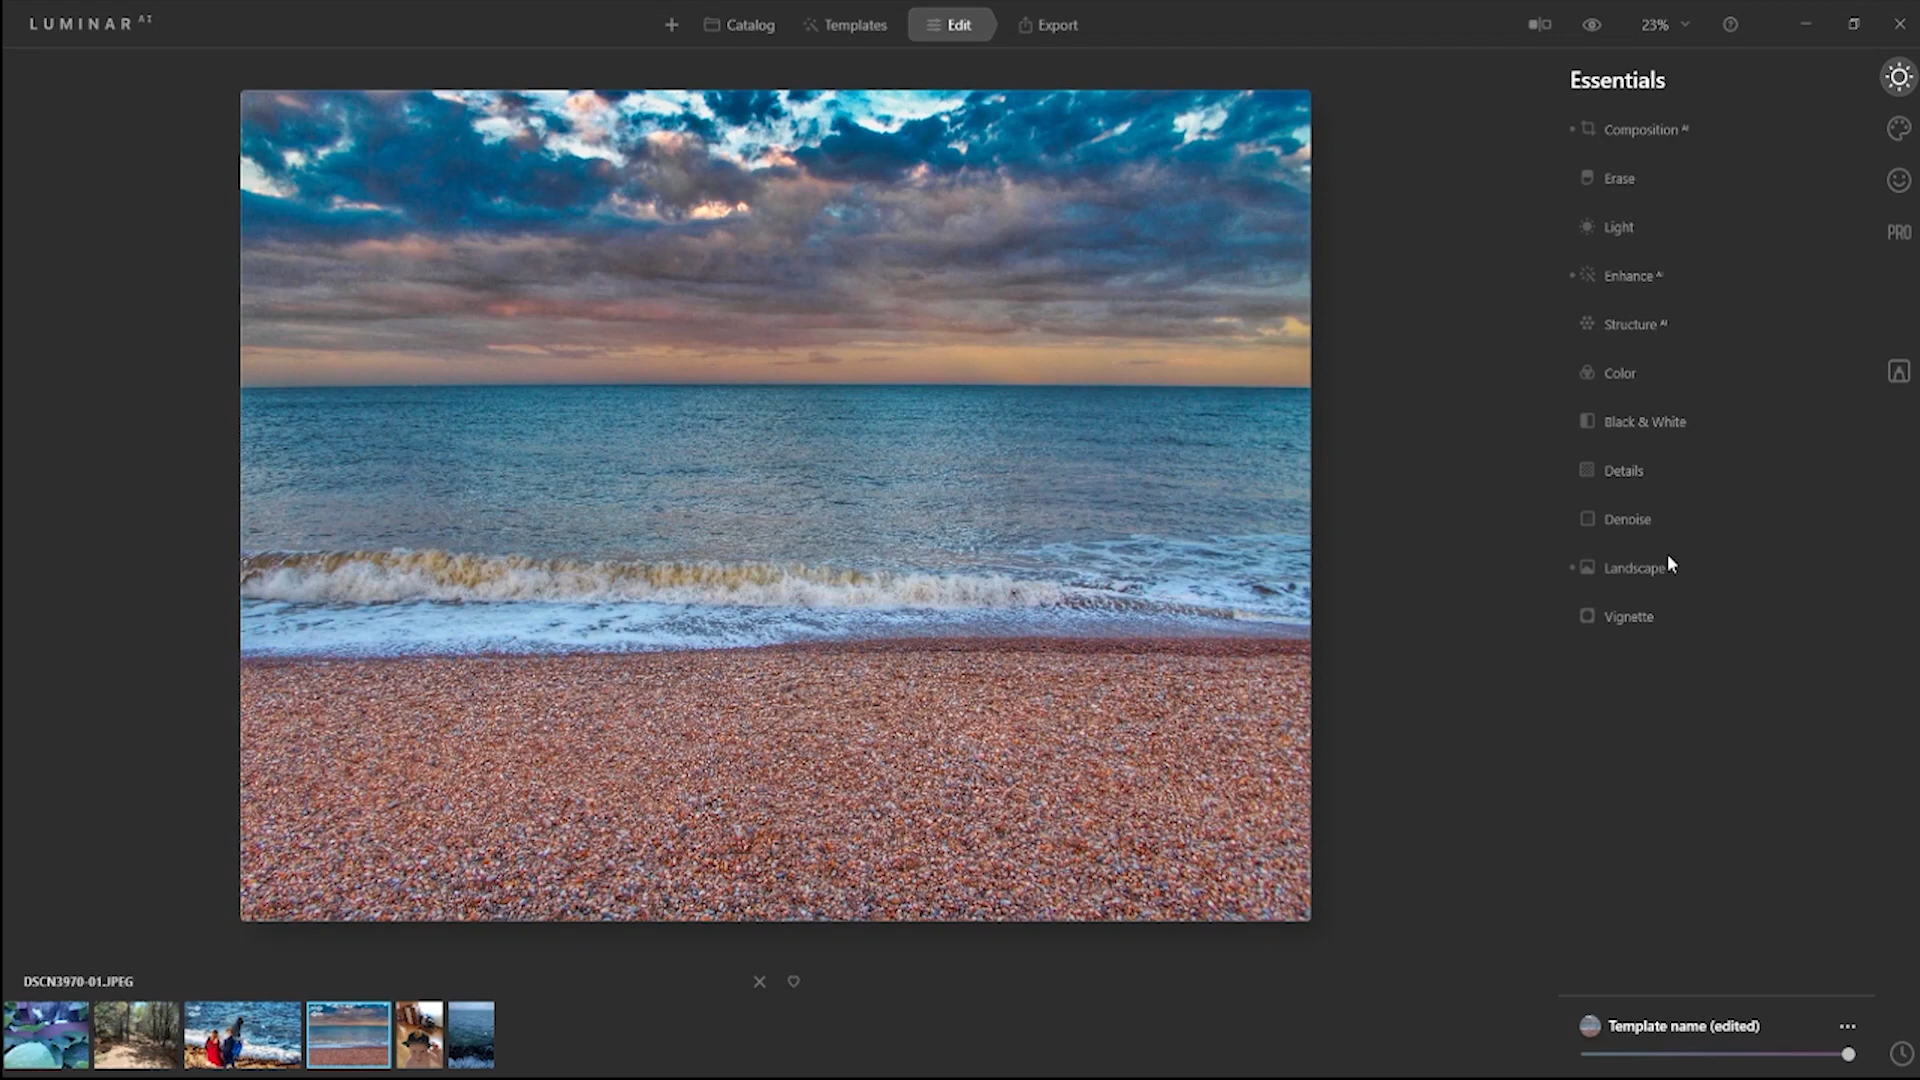 LUMINAR AI
Catalog
Templates
Edit
Export
23%
Essentials
Composition AI
Erase
Light
Enhance AI
Structure AI
Color
Black & White
Details
Denoise
Landscape
Vignette
PRO
DSCN3970-01.JPEG
Template name (edited)